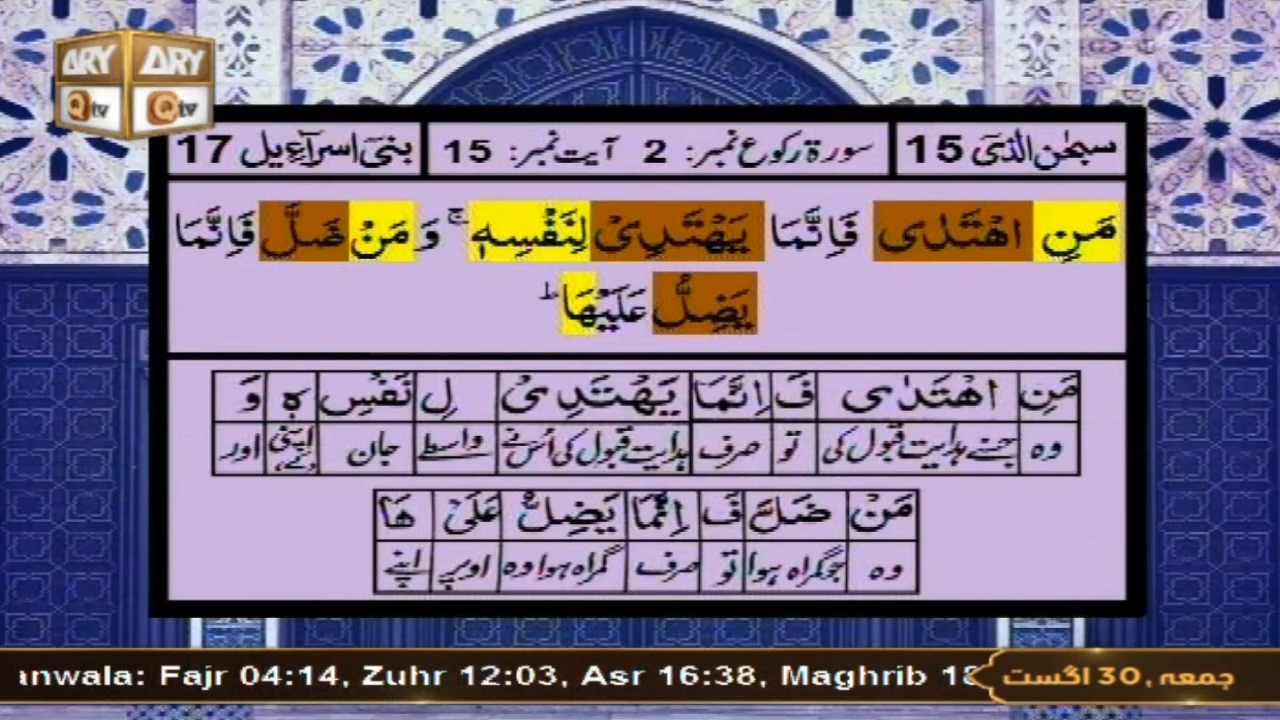 ARY ARY
Qtv Qtv
سبحٰن الذی 15
سورۃ رکوع نمبر: 2 آیت نمبر: 15
بنی اسرآءیل 17
مَنِ اهْتَدٰى فَاِنَّمَا يَهْتَدِىْ لِنَفْسِهٖ ۚ وَ مَنْ ضَلَّ فَاِنَّمَا
يَضِلُّ عَلَيْهَا ؕ
مَنِ اهْتَدٰى فَ اِنَّمَا يَهْتَدِىْ لِ نَفْسِ هٖ وَ
وہ جسنے ہدایت قبول کی تو صرف ہدایت قبول کی اُس نے واسطے جان اپنی اور
مَنْ ضَلَّ فَ اِنَّمَا يَضِلُّ عَلَىْ هَا
وہ جو گمراہ ہوا تو صرف گمراہ ہوا وہ اوپر اپنے
anwala: Fajr 04:14, Zuhr 12:03, Asr 16:38, Maghrib 18
جمعہ, 30 اگست